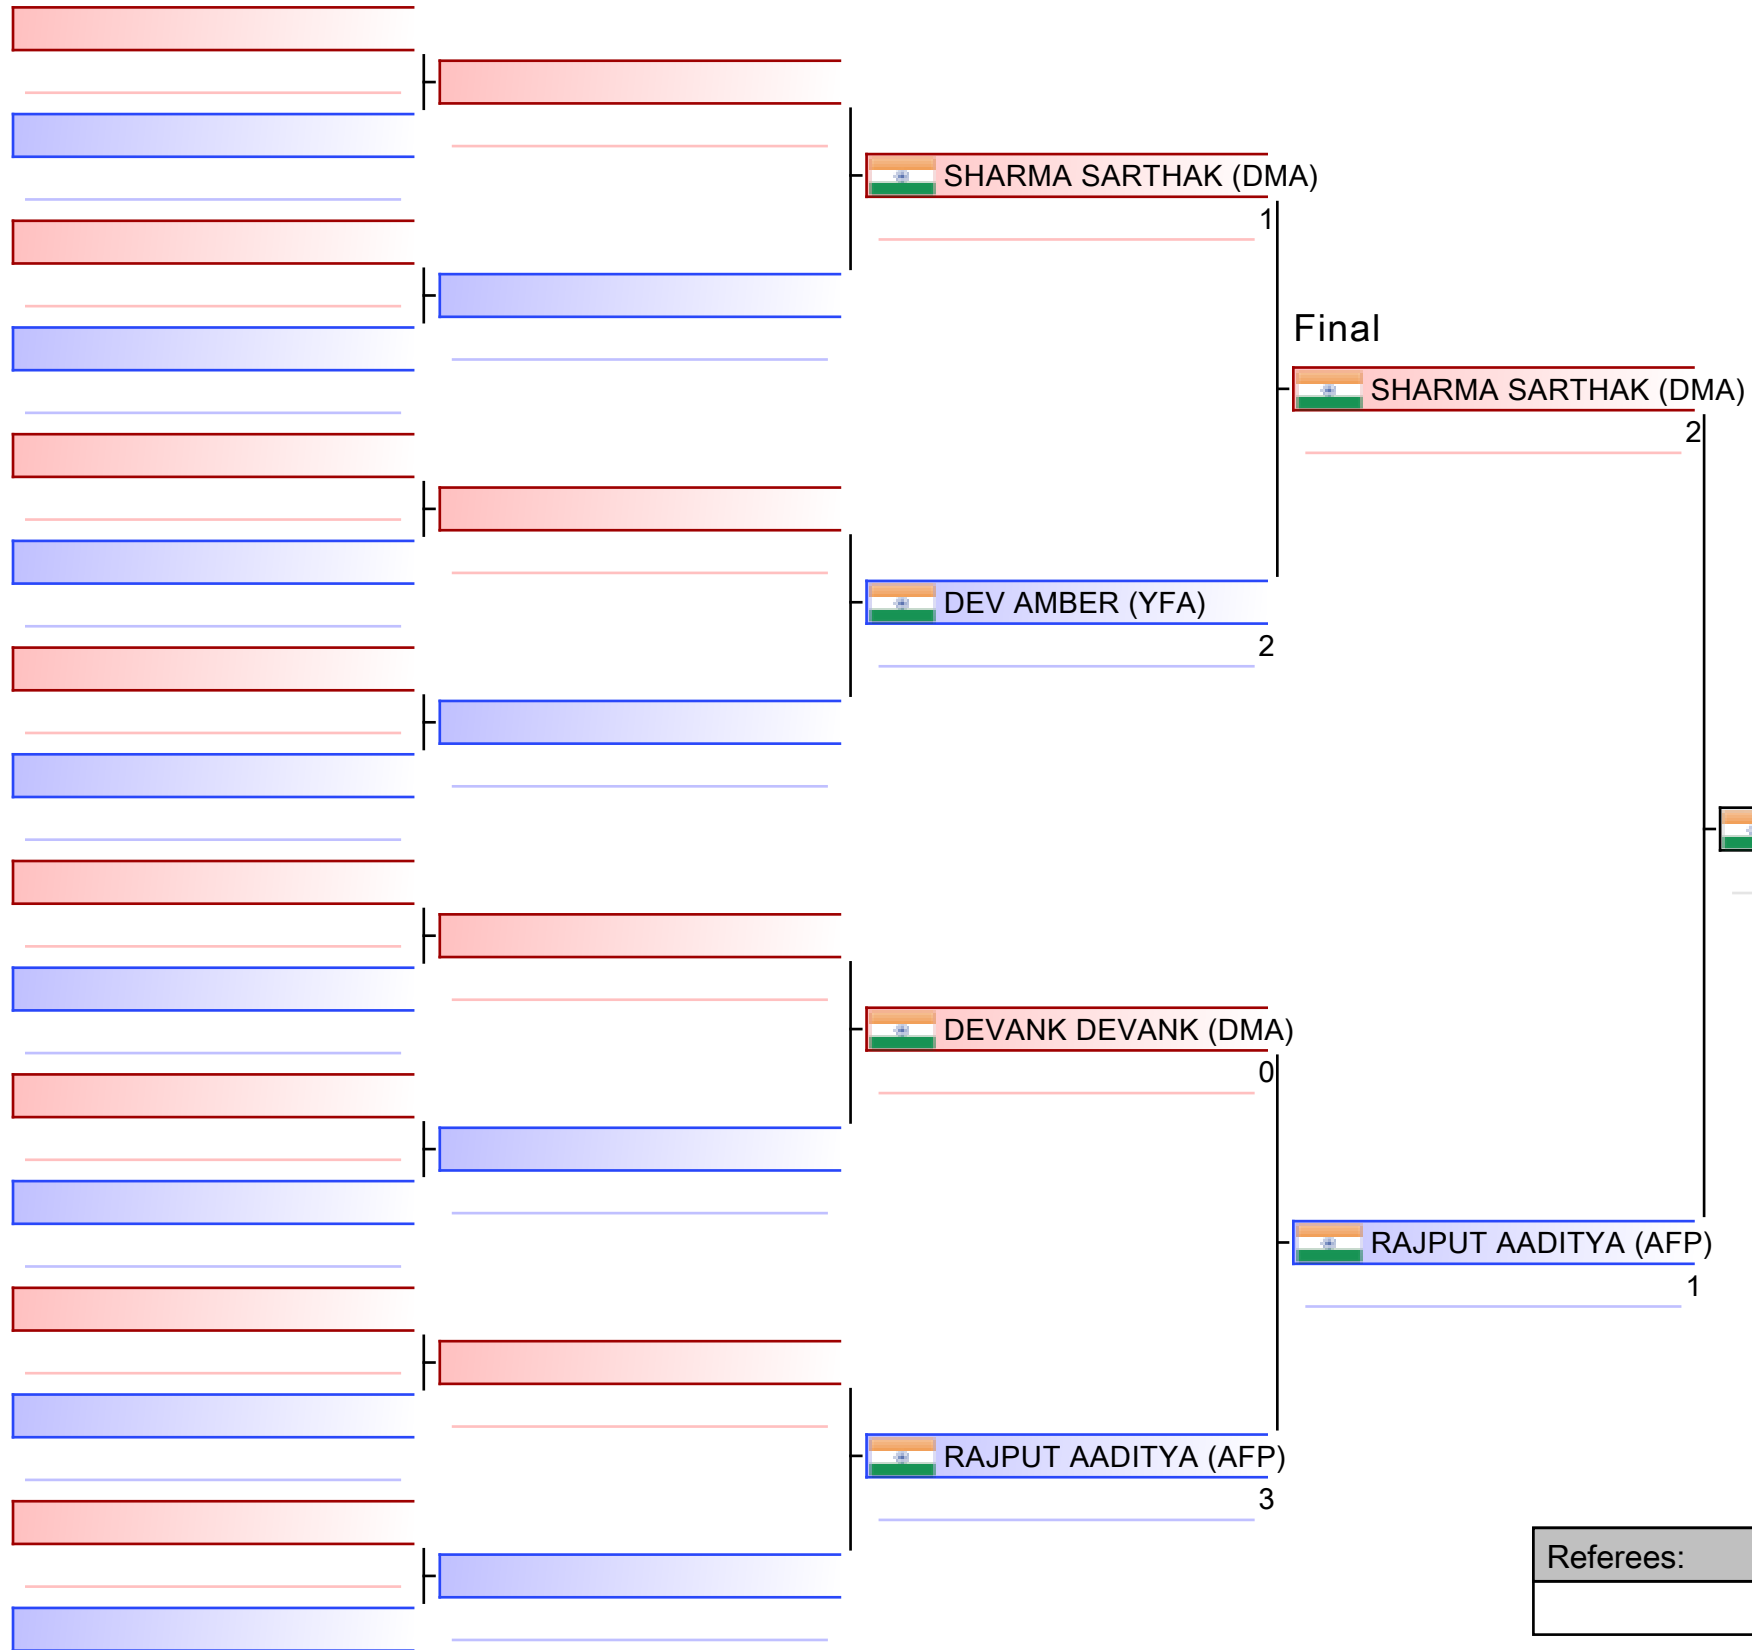 SHARMA SARTHAK (DMA)
1
Final
SHARMA SARTHAK (DMA)
2
DEV AMBER (YFA)
2
DEVANK DEVANK (DMA)
0
RAJPUT AADITYA (AFP)
1
RAJPUT AADITYA (AFP)
3
Referees: